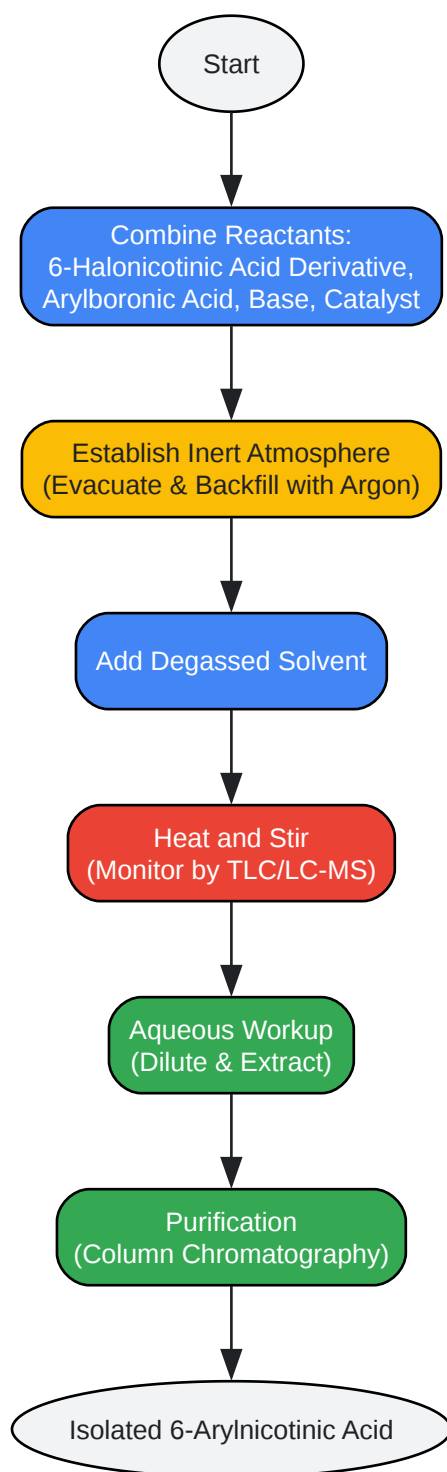 Start
Combine Reactants:
6-Halonicotinic Acid Derivative,
Arylboronic Acid, Base, Catalyst
Establish Inert Atmosphere
(Evacuate & Backfill with Argon)
Add Degassed Solvent
Heat and Stir
(Monitor by TLC/LC-MS)
Aqueous Workup
(Dilute & Extract)
Purification
(Column Chromatography)
Isolated 6-Arylnicotinic Acid